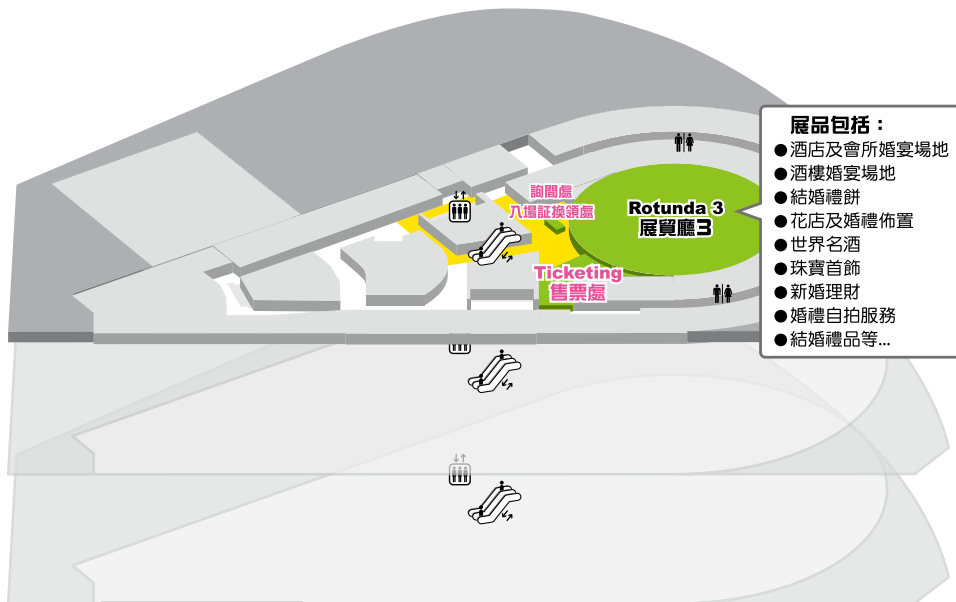 展品包括：
●酒店及會所婚宴場地
●酒樓婚宴場地
●結婚禮餅
●花店及婚禮佈置
●世界名酒
●珠寶首飾
●新婚理財
●婚禮自拍服務
●結婚禮品等...
詢問處
入場証換領處
Rotunda 3
展貿廳3
Ticketing
售票處